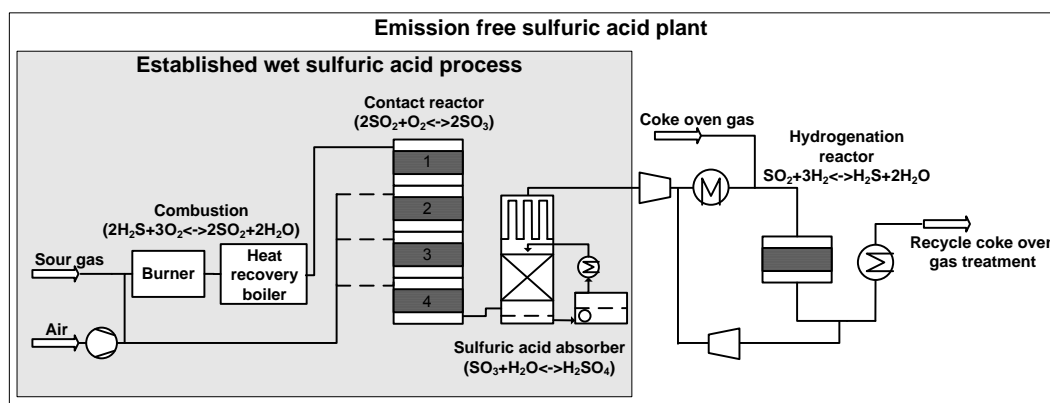 Emission free sulfuric acid plant
Established wet sulfuric acid process
Contact reactor
(2SO₂+O₂<->2SO₃)
Coke oven gas
Hydrogenation
reactor
SO₂+3H₂<->H₂S+2H₂O
1
2
3
4
Combustion
(2H₂S+3O₂<->2SO₂+2H₂O)
Sour gas
Burner
Heat
recovery
boiler
Air
Recycle coke oven
gas treatment
Sulfuric acid absorber
(SO₃+H₂O<->H₂SO₄)